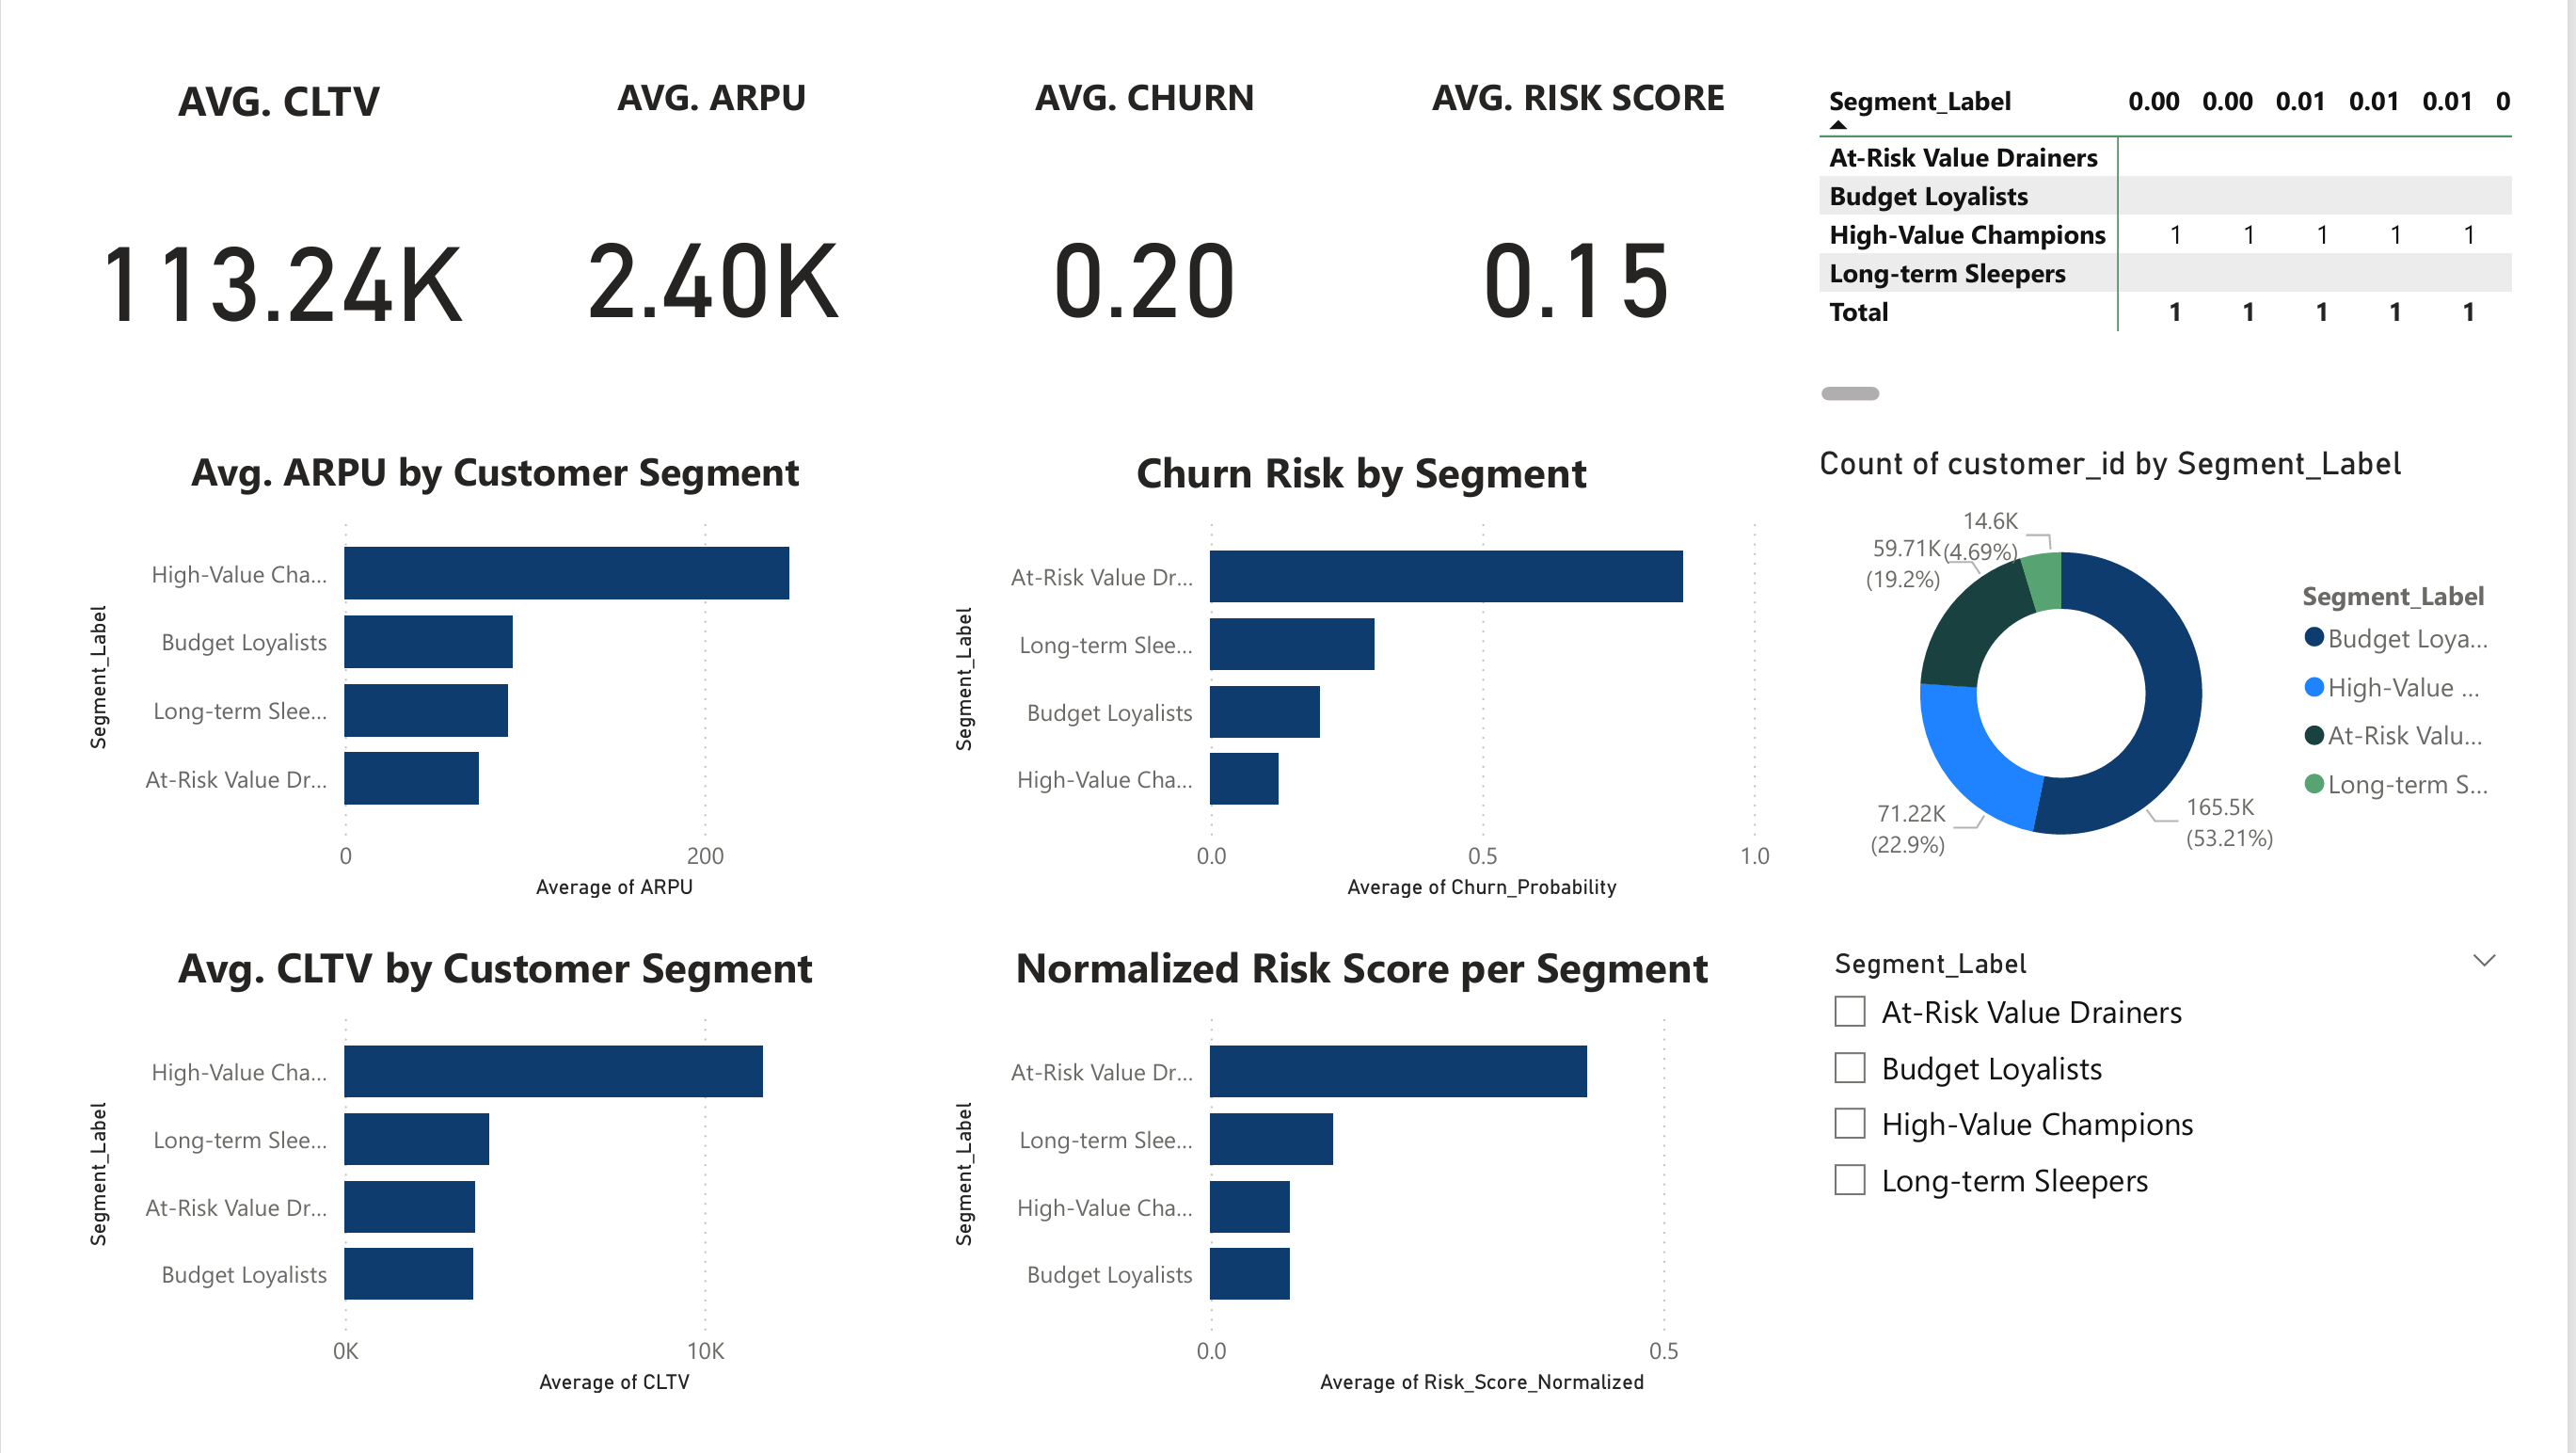 AVG. CLTV
113.24K
AVG. ARPU
2.40K
AVG. CHURN
0.20
AVG. RISK SCORE
0.15
Segment_Label 0.00 0.00 0.01 0.01 0.01 0
At-Risk Value Drainers
Budget Loyalists
High-Value Champions 1 1 1 1 1
Long-term Sleepers
Total 1 1 1 1 1
Avg. ARPU by Customer Segment
Segment_Label
High-Value Cha...
Budget Loyalists
Long-term Slee...
At-Risk Value Dr...
0 200
Average of ARPU
Churn Risk by Segment
Segment_Label
At-Risk Value Dr...
Long-term Slee...
Budget Loyalists
High-Value Cha...
0.0 0.5 1.0
Average of Churn_Probability
Count of customer_id by Segment_Label
14.6K
(4.69%)
59.71K
(19.2%)
71.22K
(22.9%)
165.5K
(53.21%)
Segment_Label
Budget Loya...
High-Value ...
At-Risk Valu...
Long-term S...
Avg. CLTV by Customer Segment
Segment_Label
High-Value Cha...
Long-term Slee...
At-Risk Value Dr...
Budget Loyalists
0K 10K
Average of CLTV
Normalized Risk Score per Segment
Segment_Label
At-Risk Value Dr...
Long-term Slee...
High-Value Cha...
Budget Loyalists
0.0 0.5
Average of Risk_Score_Normalized
Segment_Label
At-Risk Value Drainers
Budget Loyalists
High-Value Champions
Long-term Sleepers